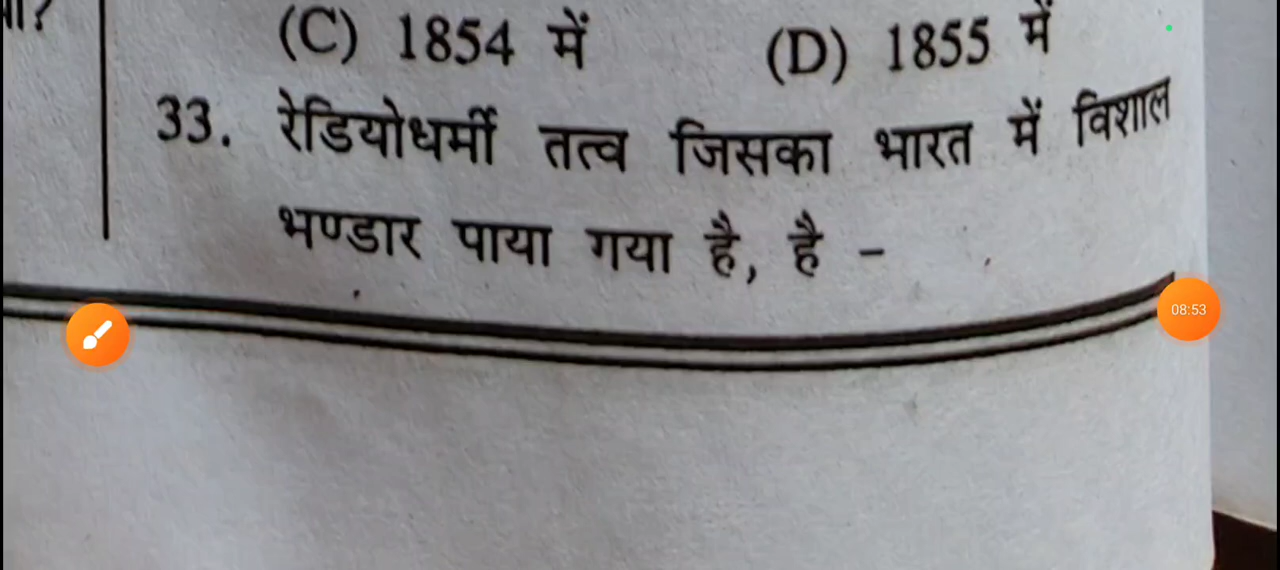 (C) 1854 में (D) 1855 में
33. रेडियोधर्मी तत्व जिसका भारत में विशाल
भण्डार पाया गया है, है -
08:53